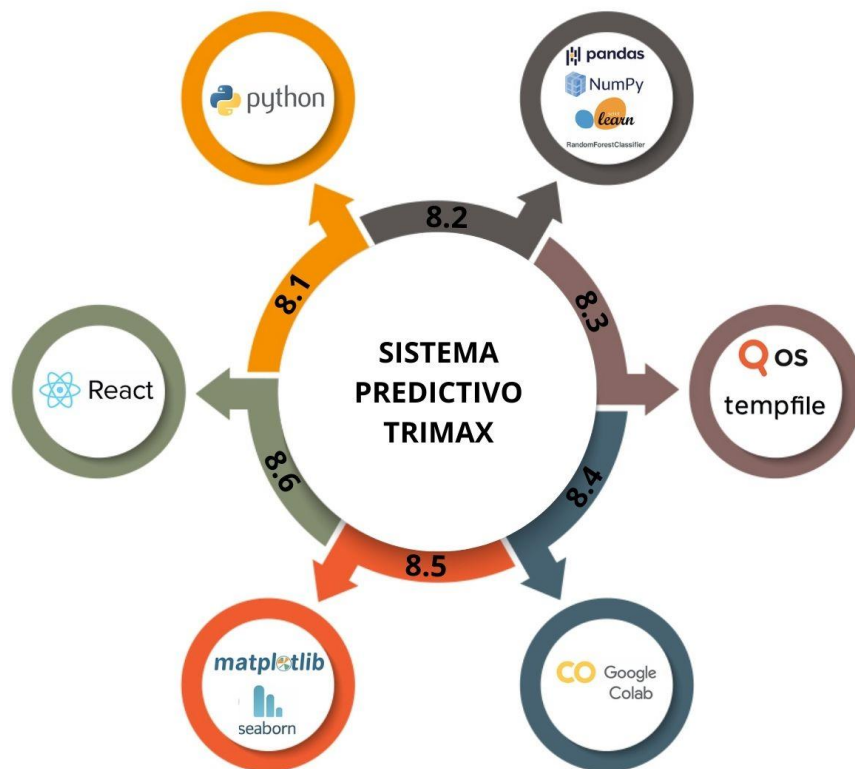 python
pandas
NumPy
learn
RandomForestClassifier
8.1
8.2
8.3
8.4
8.5
8.6
SISTEMA
PREDICTIVO
TRIMAX
OS
tempfile
React
matplotlib
seaborn
CO Google
Colab